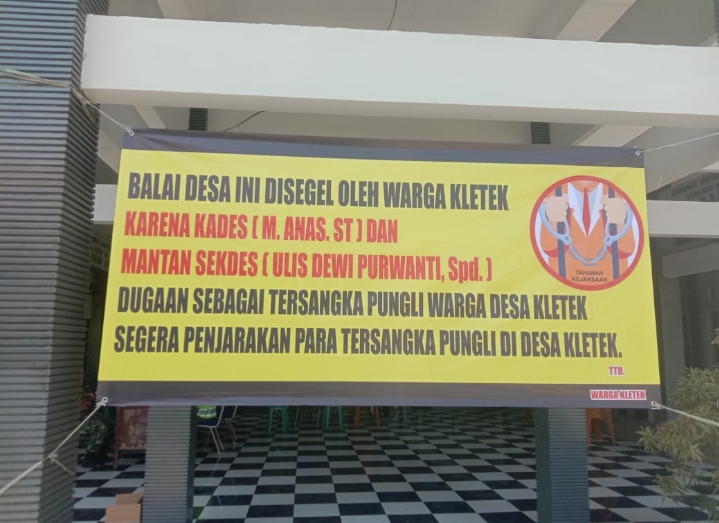 BALAI DESA INI DISEGEL OLEH WARGA KLETEK
KARENA KADES ( M. ANAS. ST ) DAN
MANTAN SEKDES ( ULIS DEWI PURWANTI, Spd. )
DUGAAN SEBAGAI TERSANGKA PUNGLI WARGA DESA KLETEK
SEGERA PENJARAKAN PARA TERSANGKA PUNGLI DI DESA KLETEK.
TAHANAN
KEJAKSAAN
TTD.
WARGA KLETEK